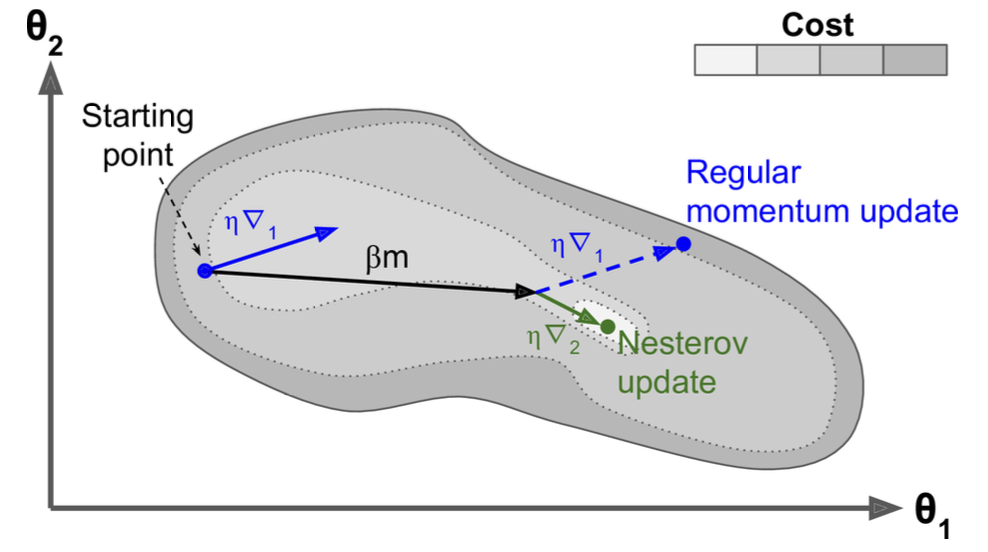 θ2
Cost
Starting
point
Regular
momentum update
η∇1
βm
η∇1
η∇2
Nesterov
update
θ1